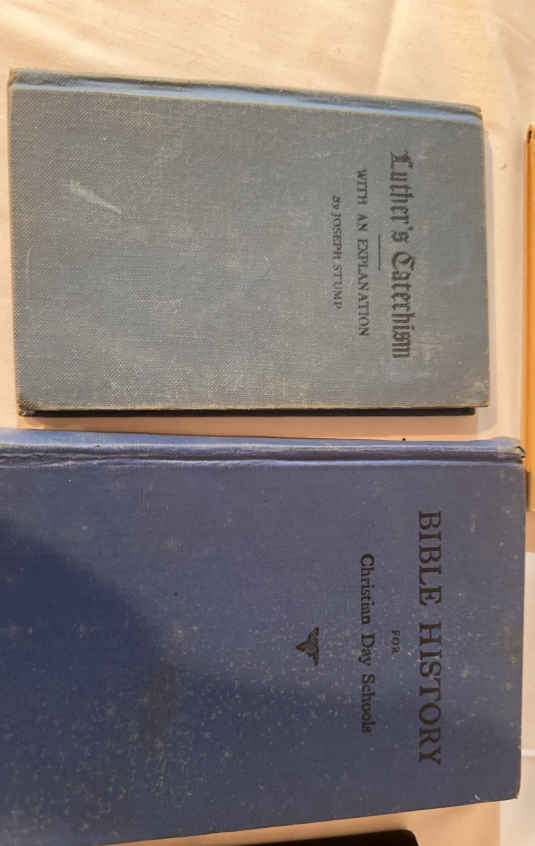 Luther's Catechism
WITH AN EXPLANATION
By JOSEPH STUMP
BIBLE HISTORY
FOR
Christian Day Schools